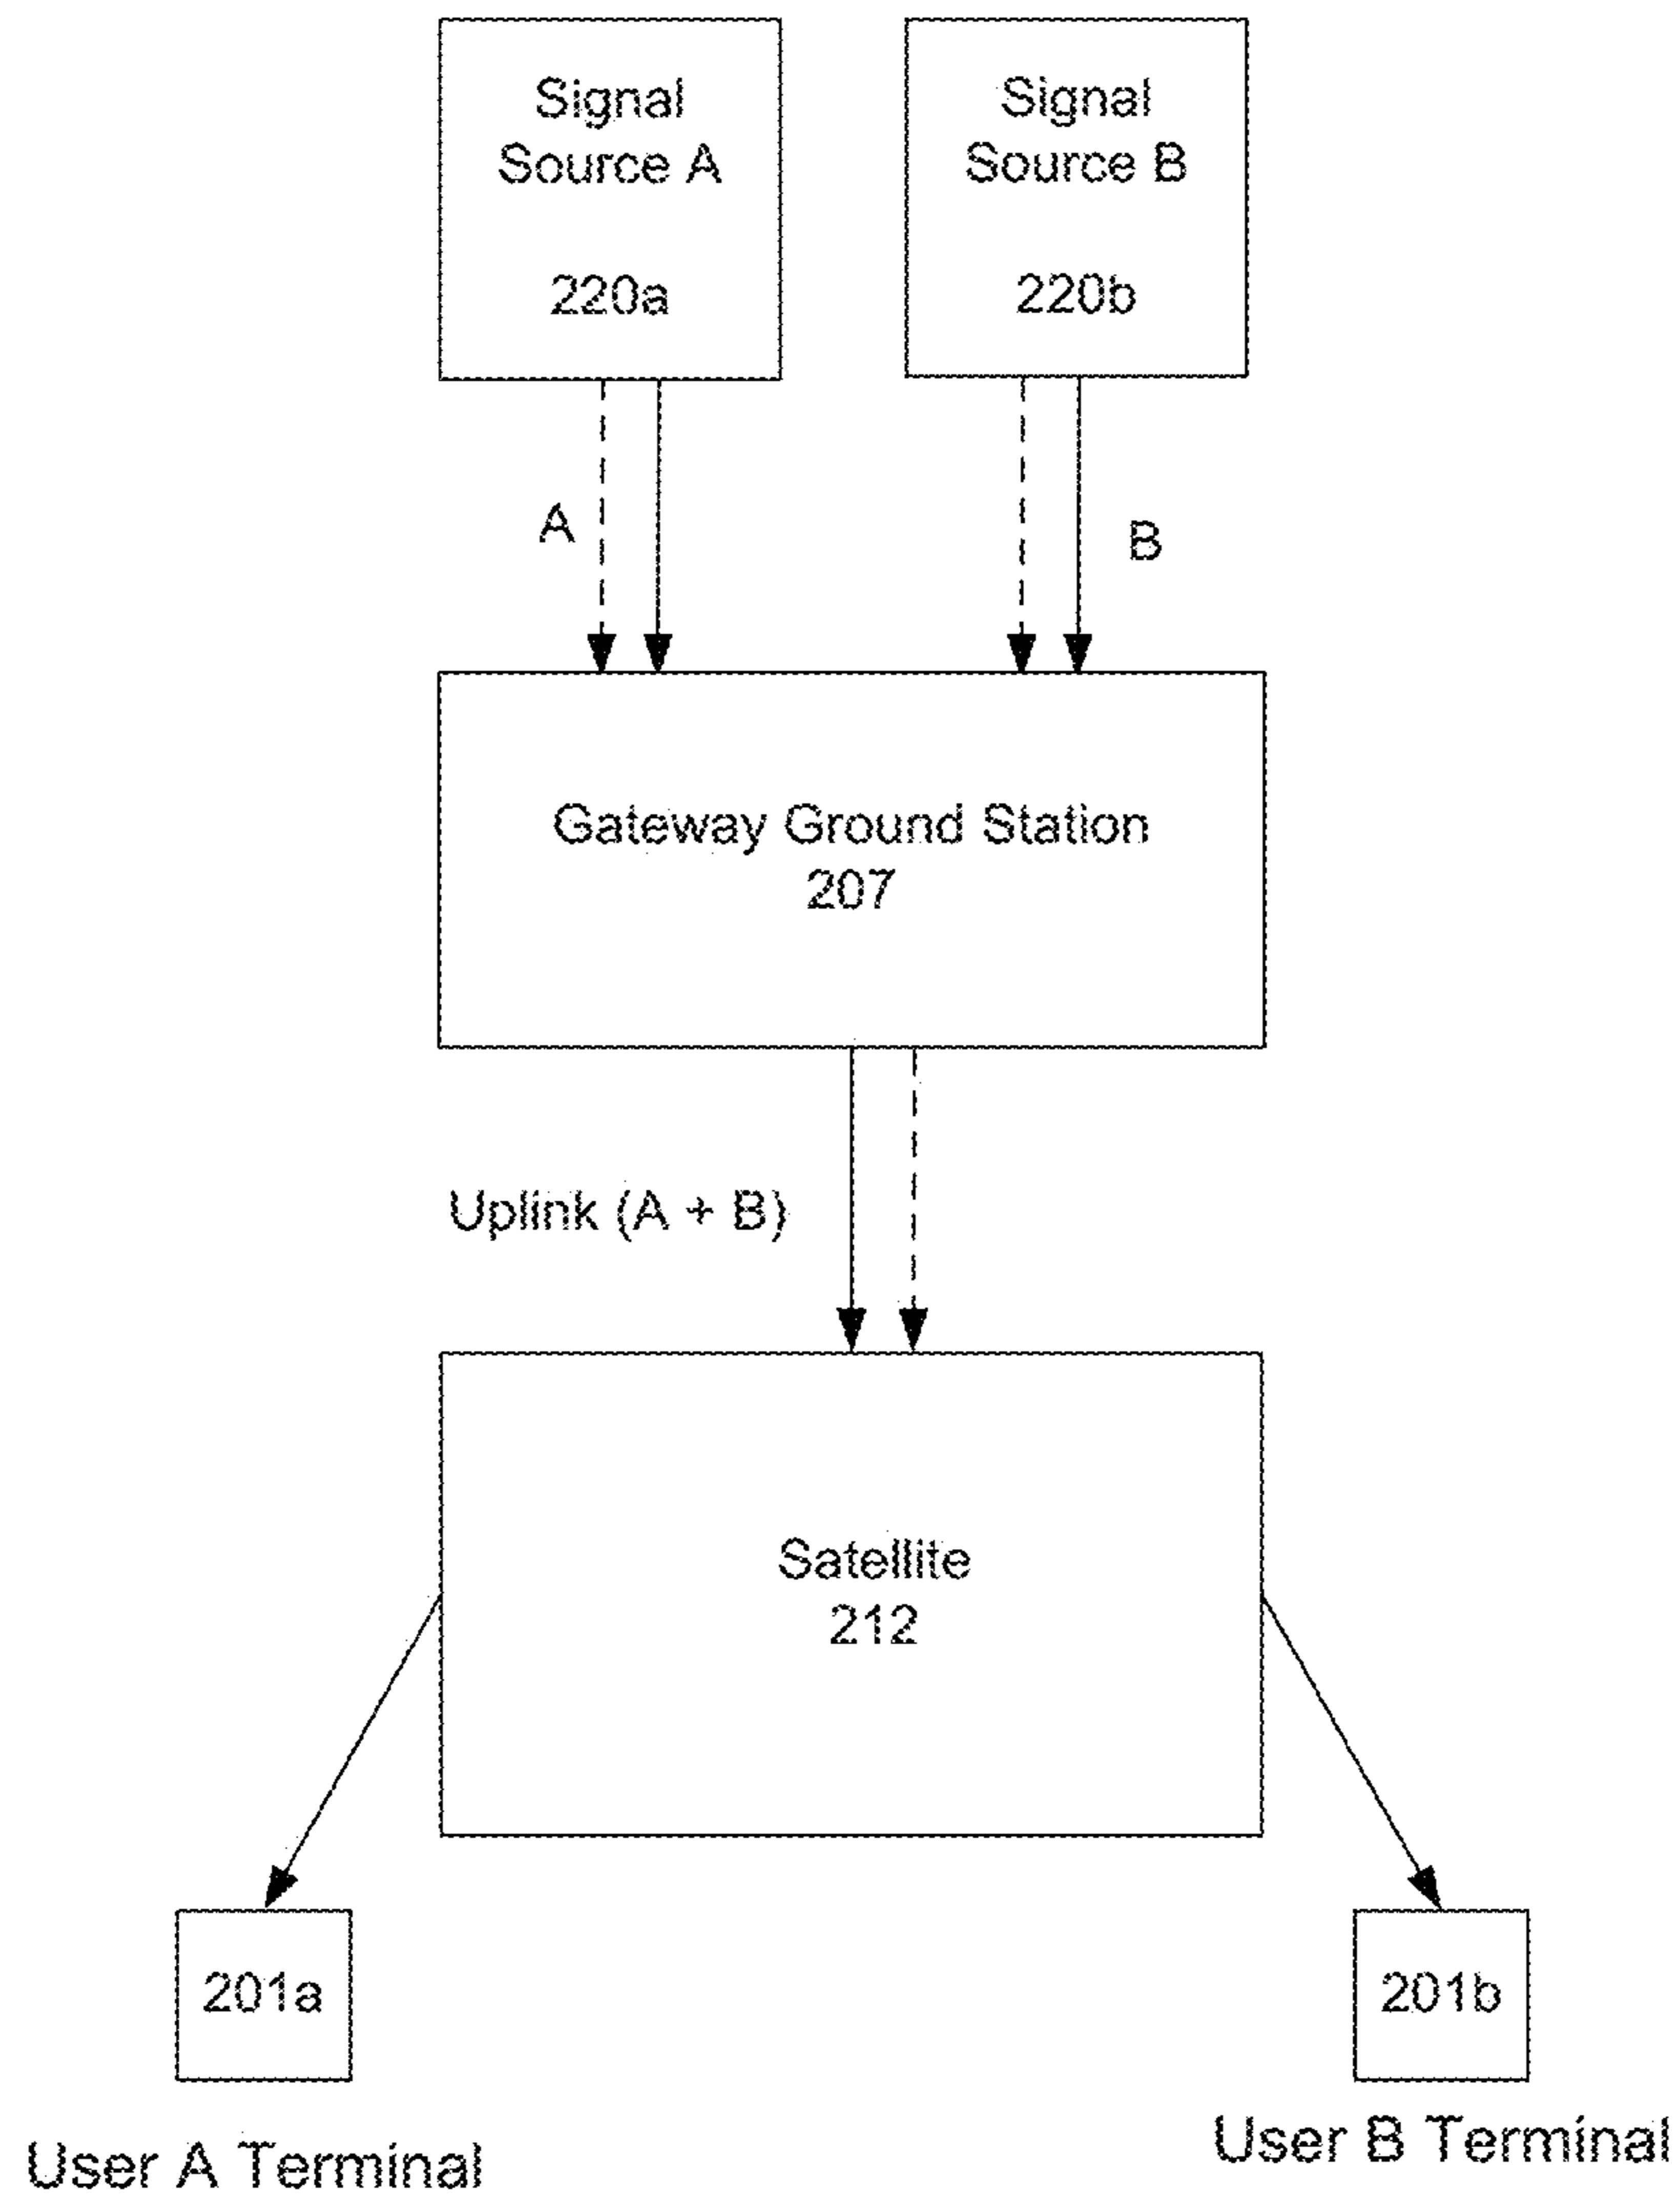 Signal
Source A
220a
Signal
Source B
220b
A
B
Gateway Ground Station
207
Uplink (A + B)
Satellite
212
201a
201b
User A Terminal
User B Terminal